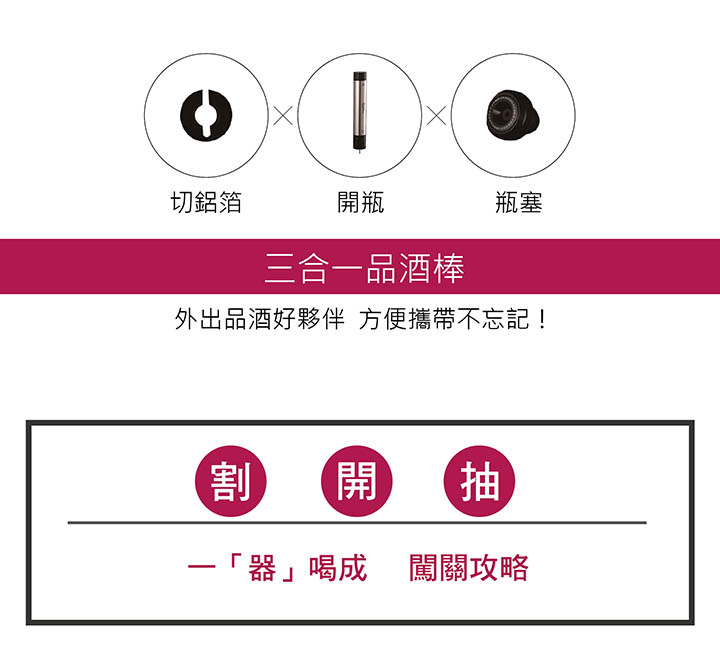 切鋁箔 開瓶 瓶塞
三合一品酒棒
外出品酒好夥伴 方便攜帶不忘記！
割 開 抽
一「器」喝成 闖關攻略